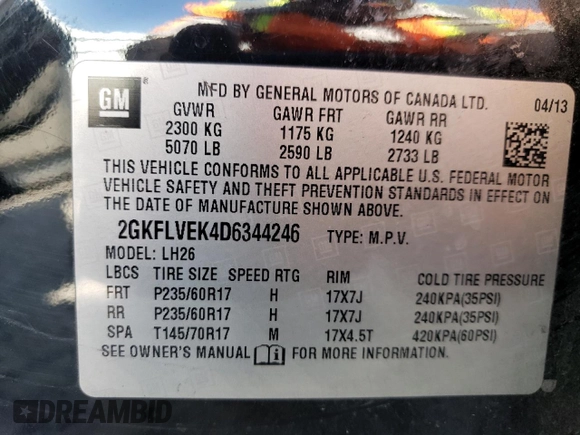 GM
MFD BY GENERAL MOTORS OF CANADA LTD.
04/13
GVWR GAWR FRT GAWR RR
2300 KG 1175 KG 1240 KG
5070 LB 2590 LB 2733 LB
THIS VEHICLE CONFORMS TO ALL APPLICABLE U.S. FEDERAL MOTOR
VEHICLE SAFETY AND THEFT PREVENTION STANDARDS IN EFFECT ON
THE DATE OF MANUFACTURE SHOWN ABOVE.
2GKFLVEK4D6344246 TYPE: M.P.V.
MODEL: LH26
LBCS TIRE SIZE SPEED RTG RIM COLD TIRE PRESSURE
FRT P235/60R17 H 17X7J 240KPA(35PSI)
RR P235/60R17 H 17X7J 240KPA(35PSI)
SPA T145/70R17 M 17X4.5T 420KPA(60PSI)
SEE OWNER'S MANUAL FOR MORE INFORMATION.
DREAMBID